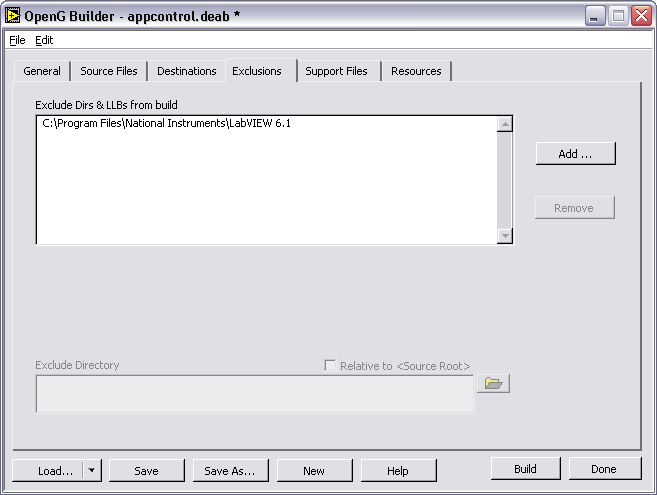 OpenG Builder - appcontrol.deab *
File Edit
General Source Files Destinations Exclusions Support Files Resources
Exclude Dirs & LLBs from build
C:\Program Files\National Instruments\LabVIEW 6.1
Add ...
Remove
Exclude Directory Relative to <Source Root>
Load... Save Save As... New Help Build Done